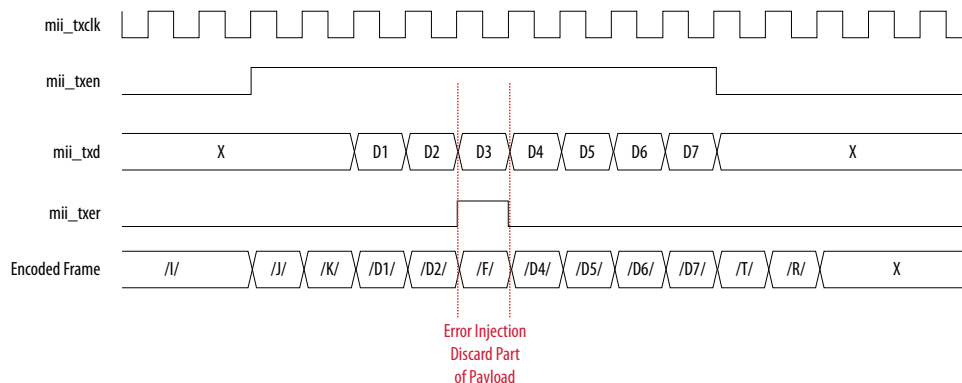 mii_txclk
mii_txen
mii_txd X D1 D2 D3 D4 D5 D6 D7 X
mii_txer
Encoded Frame /I/ /J/ /K/ /D1/ /D2/ /F/ /D4/ /D5/ /D6/ /D7/ /T/ /R/ X
Error Injection
Discard Part
of Pavload